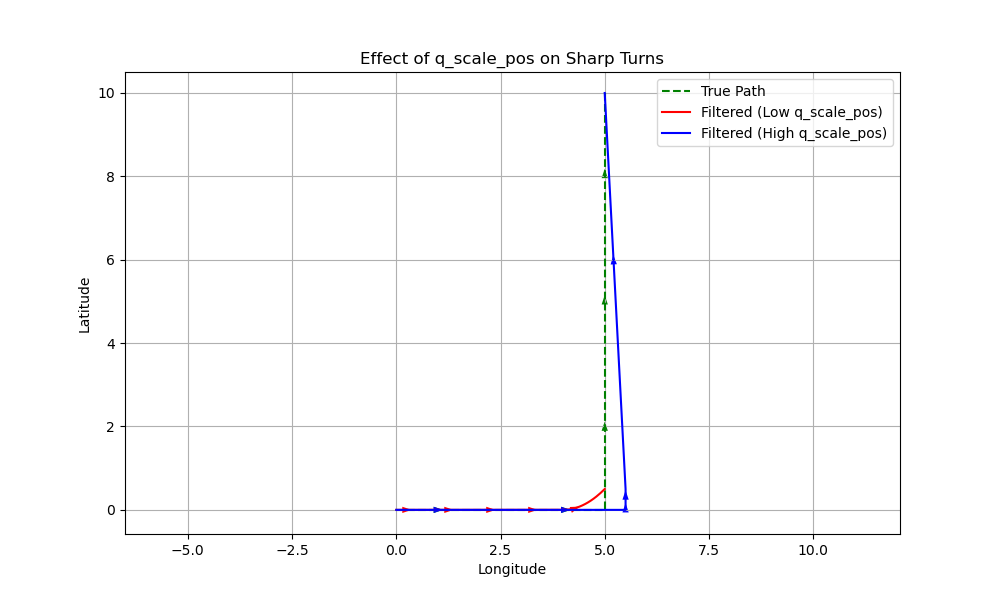 Effect of q_scale_pos on Sharp Turns
True Path
Filtered (Low q_scale_pos)
Filtered (High q_scale_pos)
10
8
6
4
2
0
Latitude
−5.0
−2.5
0.0
2.5
5.0
7.5
10.0
Longitude